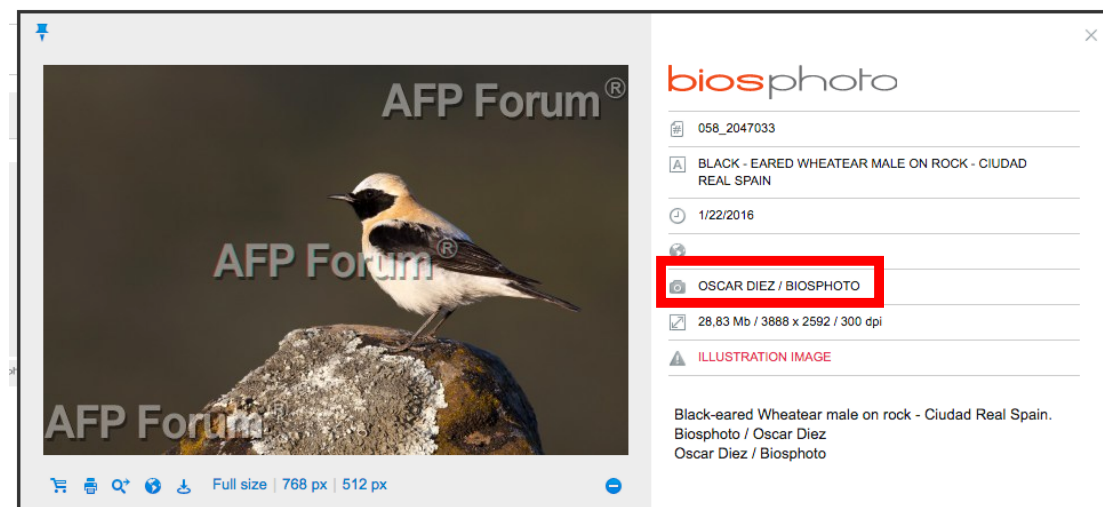 AFP Forum®
AFP Forum®
AFP Forum®
Full size | 768 px | 512 px
biosphoto
# 058_2047033
A BLACK - EARED WHEATEAR MALE ON ROCK - CIUDAD
REAL SPAIN
1/22/2016
OSCAR DIEZ / BIOSPHOTO
28,83 Mb / 3888 x 2592 / 300 dpi
ILLUSTRATION IMAGE
Black-eared Wheatear male on rock - Ciudad Real Spain.
Biosphoto / Oscar Diez
Oscar Diez / Biosphoto